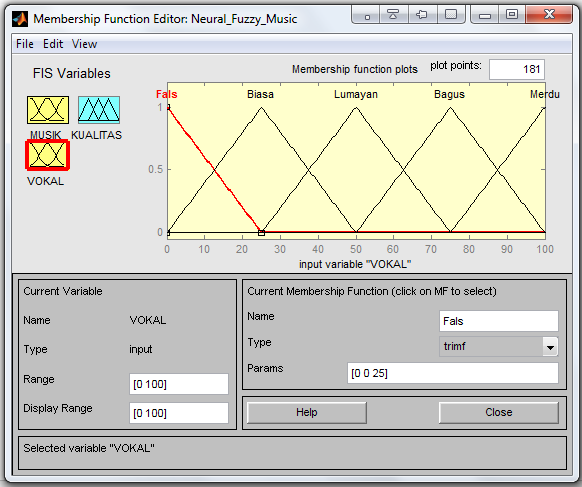 Membership Function Editor: Neural_Fuzzy_Music
File Edit View
FIS Variables
MUSIK KUALITAS
VOKAL
Membership function plots plot points: 181
Fals Biasa Lumayan Bagus Merdu
1
0.5
0
0 10 20 30 40 50 60 70 80 90 100
input variable "VOKAL"
Current Variable
Name VOKAL
Type input
Range [0 100]
Display Range [0 100]
Current Membership Function (click on MF to select)
Name Fals
Type trimf
Params [0 0 25]
Help Close
Selected variable "VOKAL"